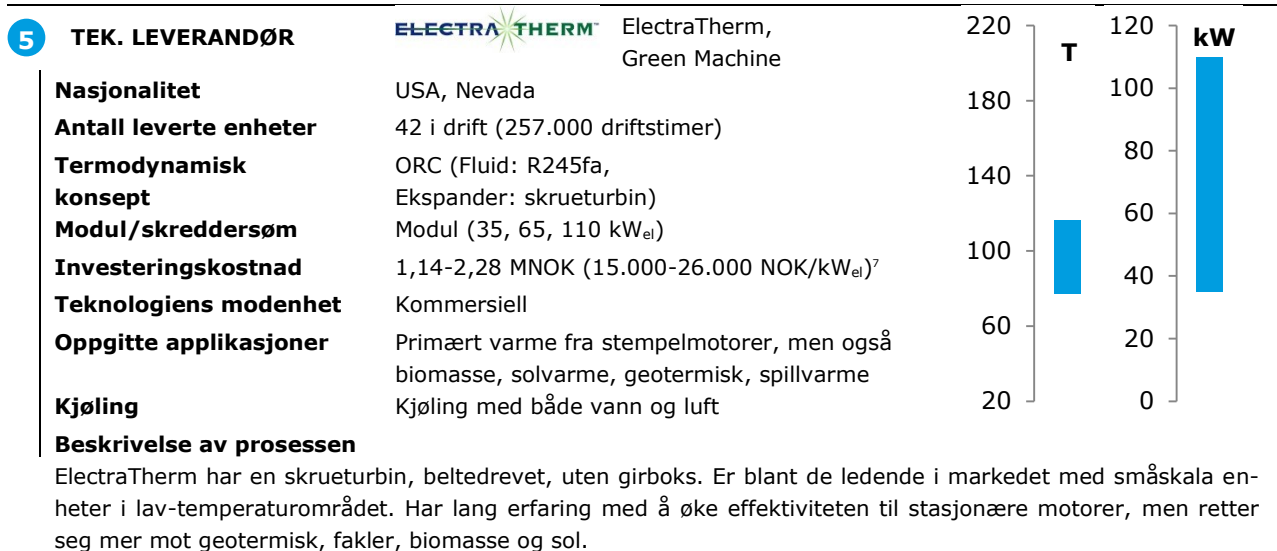 5 TEK. LEVERANDØR ELECTRATHERM™ ElectraTherm,
Green Machine
Nasjonalitet USA, Nevada
Antall leverte enheter 42 i drift (257.000 driftstimer)
Termodynamisk ORC (Fluid: R245fa,
konsept Ekspander: skrueturbin)
Modul/skreddersøm Modul (35, 65, 110 kWel)
Investeringskostnad 1,14-2,28 MNOK (15.000-26.000 NOK/kWel)7
Teknologiens modenhet Kommersiell
Oppgitte applikasjoner Primært varme fra stempelmotorer, men også
biomasse, solvarme, geotermisk, spillvarme
Kjøling Kjøling med både vann og luft
Beskrivelse av prosessen
ElectraTherm har en skrueturbin, beltedrevet, uten girboks. Er blant de ledende i markedet med småskala en-
heter i lav-temperaturområdet. Har lang erfaring med å øke effektiviteten til stasjonære motorer, men retter
seg mer mot geotermisk, fakler, biomasse og sol.
T
220
180
140
100
60
20
kW
120
100
80
60
40
20
0